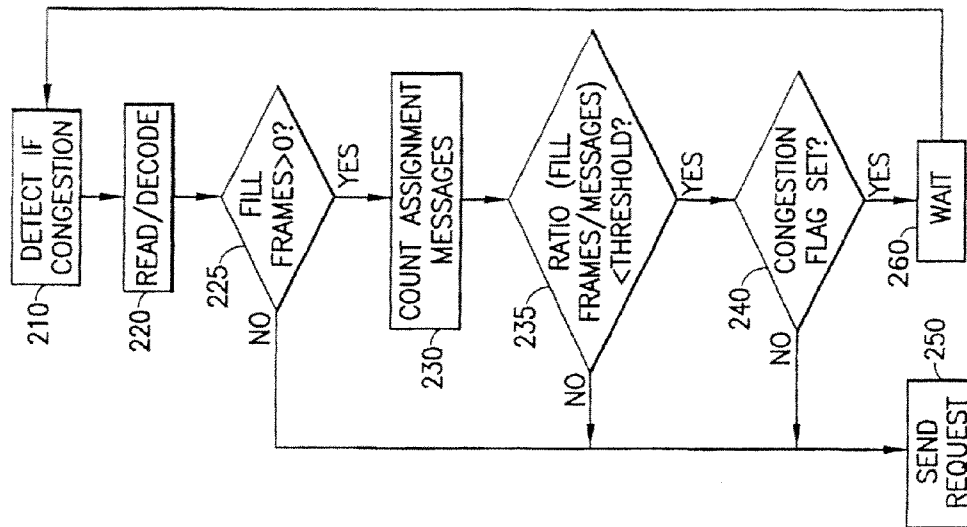 DETECT IF
CONGESTION
210
READ/DECODE
220
FILL
FRAMES>0?
225
NO
YES
COUNT ASSIGNMENT
MESSAGES
230
RATIO (FILL
FRAMES/MESSAGES)
<THRESHOLD?
235
NO
YES
CONGESTION
FLAG SET?
240
NO
YES
WAIT
260
SEND
REQUEST
250